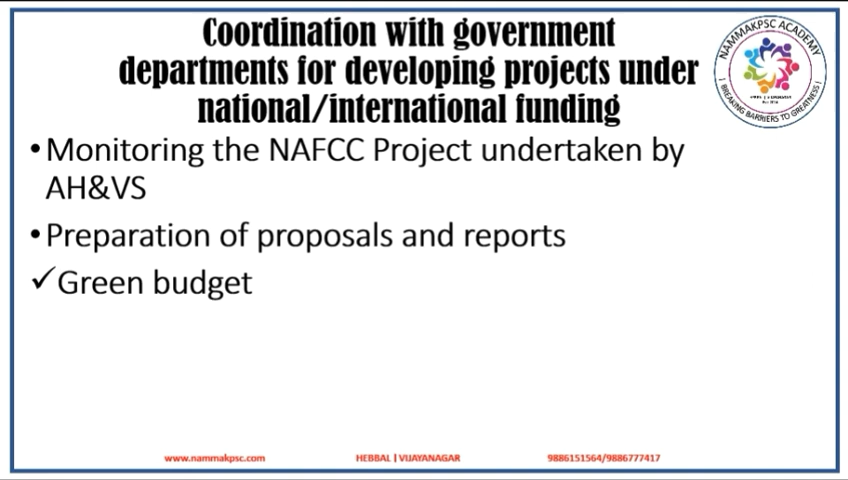 Coordination with government
departments for developing projects under
national/international funding
NAMMAKPSC ACADEMY
| BREAKING BARRIERS TO GREATNESS |
• Monitoring the NAFCC Project undertaken by
AH&VS
• Preparation of proposals and reports
✓ Green budget
www.nammakpsc.com
HEBBAL | VIJAYANAGAR
9886151564/9886777417